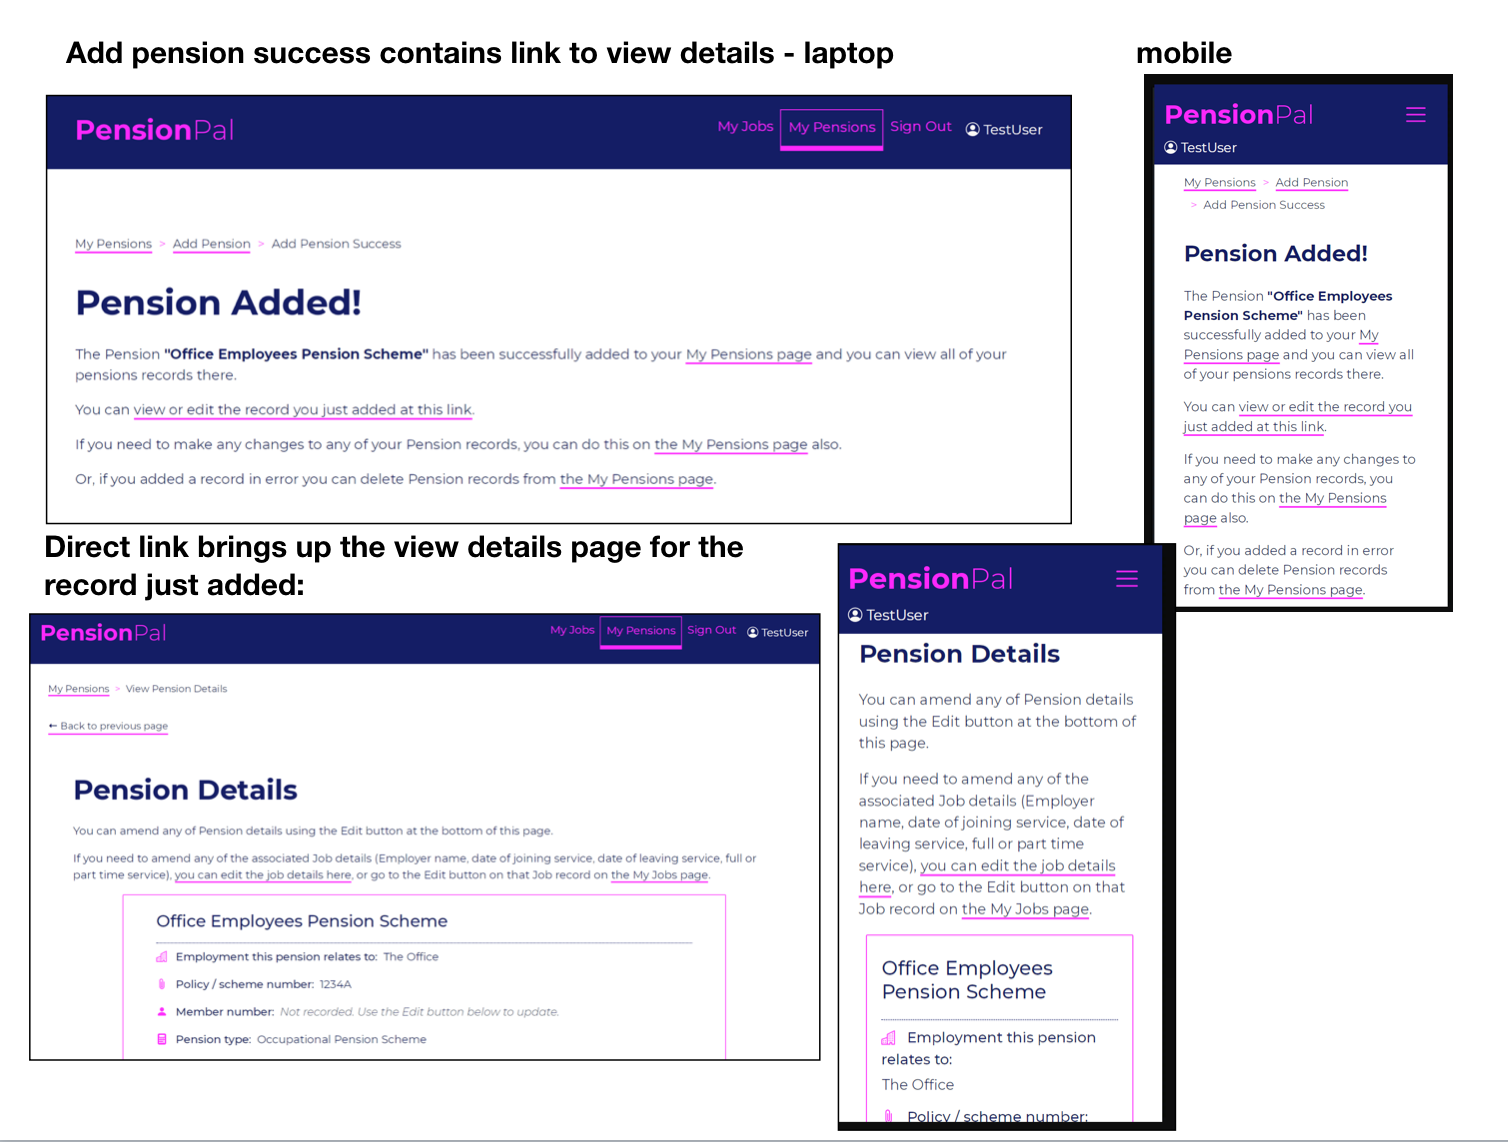 Add pension success contains link to view details - laptop
PensionPal
My Jobs My Pensions Sign Out TestUser
My Pensions > Add Pension > Add Pension Success
Pension Added!
The Pension "Office Employees Pension Scheme" has been successfully added to your My Pensions page and you can view all of your
pensions records there.
You can view or edit the record you just added at this link.
If you need to make any changes to any of your Pension records, you can do this on the My Pensions page also.
Or, if you added a record in error you can delete Pension records from the My Pensions page.
mobile
PensionPal
TestUser
My Pensions > Add Pension
> Add Pension Success
Pension Added!
The Pension "Office Employees
Pension Scheme" has been
successfully added to your My
Pensions page and you can view all
of your pensions records there.
You can view or edit the record you
just added at this link.
If you need to make any changes to
any of your Pension records, you
can do this on the My Pensions
page also.
Or, if you added a record in error
you can delete Pension records
from the My Pensions page.
Direct link brings up the view details page for the
record just added:
PensionPal
My Jobs My Pensions Sign Out TestUser
My Pensions > View Pension Details
← Back to previous page
Pension Details
You can amend any of Pension details using the Edit button at the bottom of this page.
If you need to amend any of the associated Job details (Employer name, date of joining service, date of leaving service, full or
part time service), you can edit the job details here, or go to the Edit button on that Job record on the My Jobs page.
Office Employees Pension Scheme
Employment this pension relates to: The Office
Policy / scheme number: 1234A
Member number: Not recorded. Use the Edit button below to update.
Pension type: Occupational Pension Scheme
PensionPal
TestUser
Pension Details
You can amend any of Pension details
using the Edit button at the bottom of
this page.
If you need to amend any of the
associated Job details (Employer
name, date of joining service, date of
leaving service, full or part time
service), you can edit the job details
here, or go to the Edit button on that
Job record on the My Jobs page.
Office Employees
Pension Scheme
Employment this pension
relates to:
The Office
Policy / scheme number: